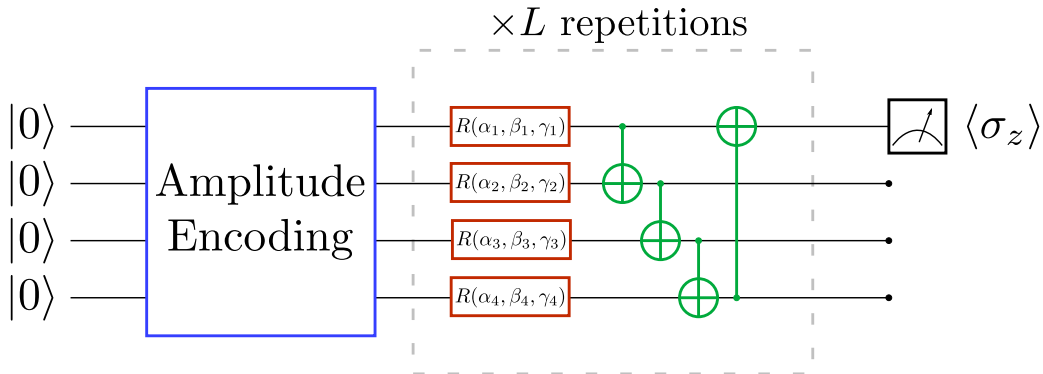 ×L repetitions
|0⟩
|0⟩
|0⟩
|0⟩
Amplitude
Encoding
R(α₁, β₁, γ₁)
R(α₂, β₂, γ₂)
R(α₃, β₃, γ₃)
R(α₄, β₄, γ₄)
⟨σ_z⟩